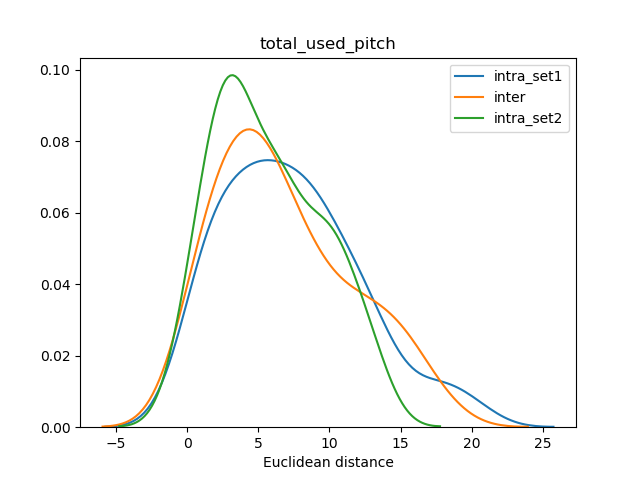 total_used_pitch
intra_set1
inter
intra_set2
0.10
0.08
0.06
0.04
0.02
0.00
−5 0 5 10 15 20 25
Euclidean distance